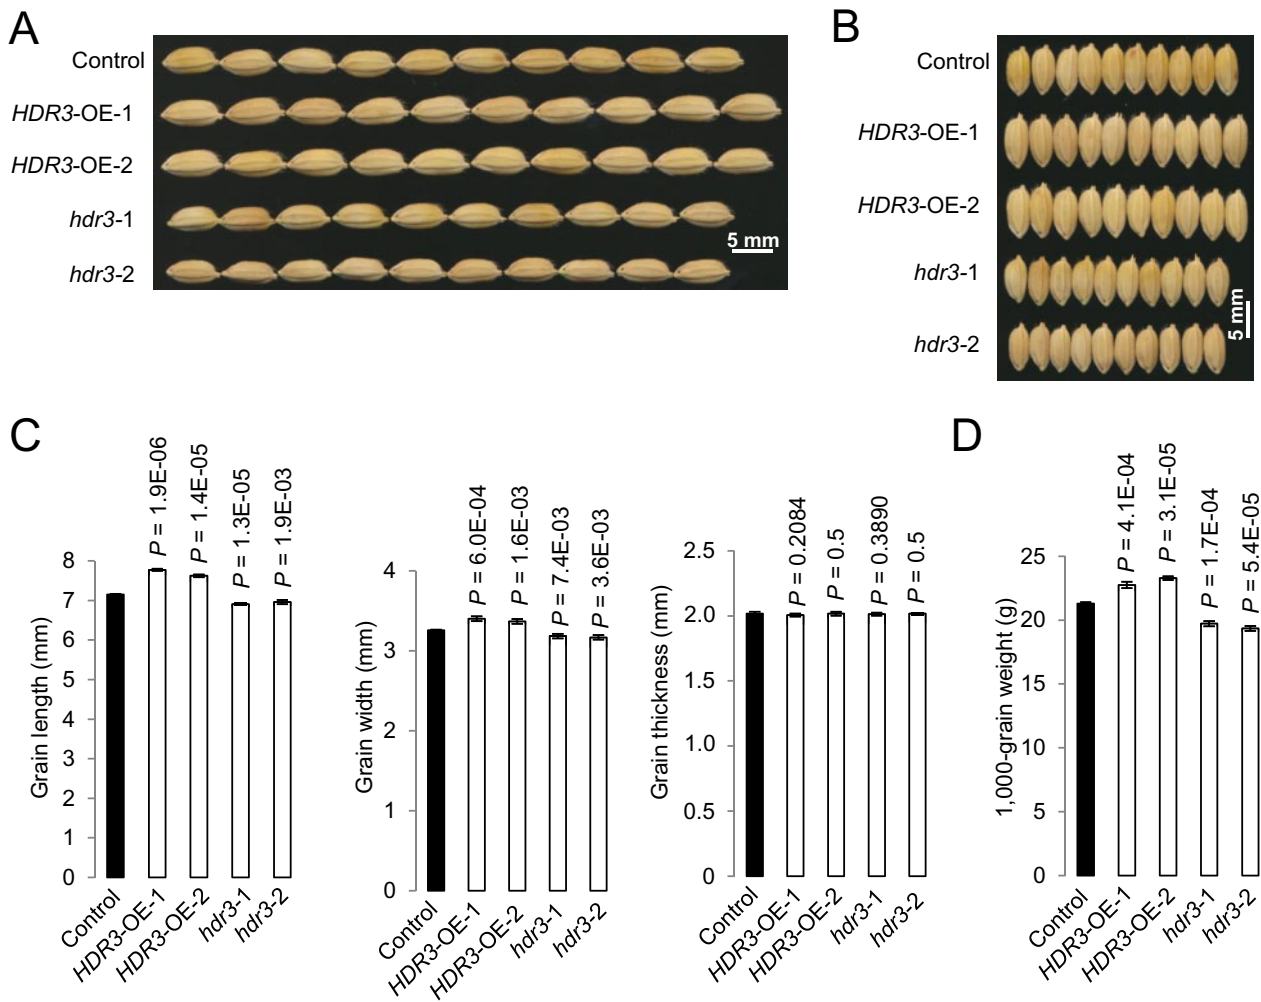 A
Control
HDR3-OE-1
HDR3-OE-2
hdr3-1
hdr3-2
5 mm
B
Control
HDR3-OE-1
HDR3-OE-2
hdr3-1
hdr3-2
5 mm
C
Grain length (mm)
8
7
6
5
4
3
2
1
0
P = 1.9E-06
P = 1.4E-05
P = 1.3E-05
P = 1.9E-03
Control
HDR3-OE-1
HDR3-OE-2
hdr3-1
hdr3-2
Grain width (mm)
4
3
2
1
0
P = 6.0E-04
P = 1.6E-03
P = 7.4E-03
P = 3.6E-03
Control
HDR3-OE-1
HDR3-OE-2
hdr3-1
hdr3-2
Grain thickness (mm)
2.5
2.0
1.5
1.0
0.5
0
P = 0.2084
P = 0.5
P = 0.3890
P = 0.5
Control
HDR3-OE-1
HDR3-OE-2
hdr3-1
hdr3-2
D
1,000-grain weight (g)
25
20
15
10
5
0
P = 4.1E-04
P = 3.1E-05
P = 1.7E-04
P = 5.4E-05
Control
HDR3-OE-1
HDR3-OE-2
hdr3-1
hdr3-2